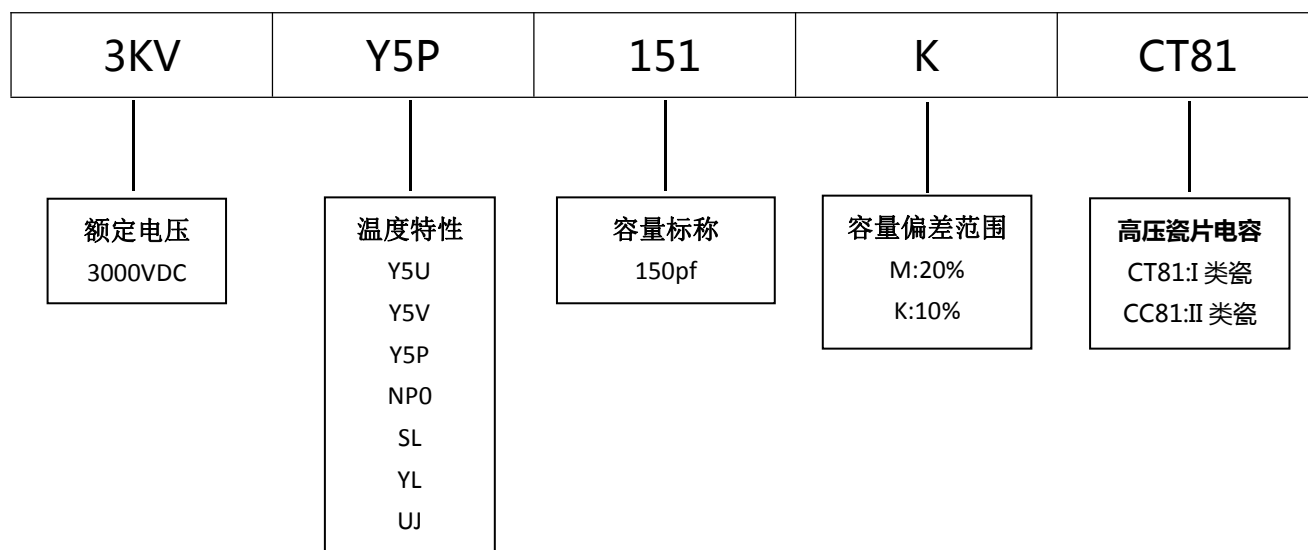 3KV Y5P 151 K CT81
额定电压
3000VDC
温度特性
Y5U
Y5V
Y5P
NP0
SL
YL
UJ
容量标称
150pf
容量偏差范围
M:20%
K:10%
高压瓷片电容
CT81:I 类瓷
CC81:II 类瓷